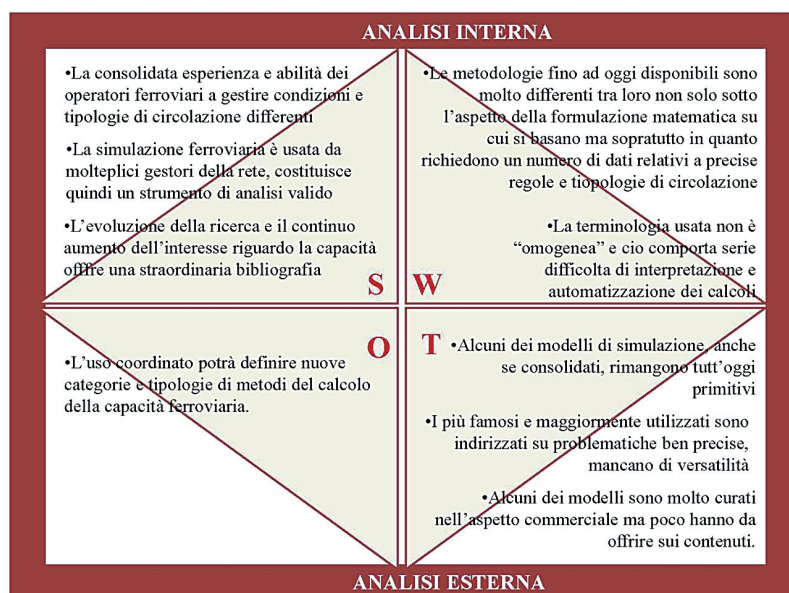 ANALISI INTERNA
•La consolidata esperienza e abilità dei
operatori ferroviari a gestire condizioni e
tipologie di circolazione differenti
•La simulazione ferroviaria è usata da
molteplici gestori della rete, costituisce
quindi un strumento di analisi valido
•L’evoluzione della ricerca e il continuo
aumento dell’interesse riguardo la capacità
offfre una straordinaria bibliografia
S
•Le metodologie fino ad oggi disponibili sono
molto differenti tra loro non solo sotto
l’aspetto della formulazione matematica su
cui si basano ma sopratutto in quanto
richiedono un numero di dati relativi a precise
regole e tiopologie di circolazione
•La terminologia usata non è
“omogenea” e cio comporta serie
difficolta di interpretazione e
automatizzazione dei calcoli
W
O
•L’uso coordinato potrà definire nuove
categorie e tipologie di metodi del calcolo
della capacità ferroviaria.
T
•Alcuni dei modelli di simulazione, anche
se consolidati, rimangono tutt’oggi
primitivi
•I più famosi e maggiormente utilizzati sono
indirizzati su problematiche ben precise,
mancano di versatilità
•Alcuni dei modelli sono molto curati
nell’aspetto commerciale ma poco hanno da
offrire sui contenuti.
ANALISI ESTERNA